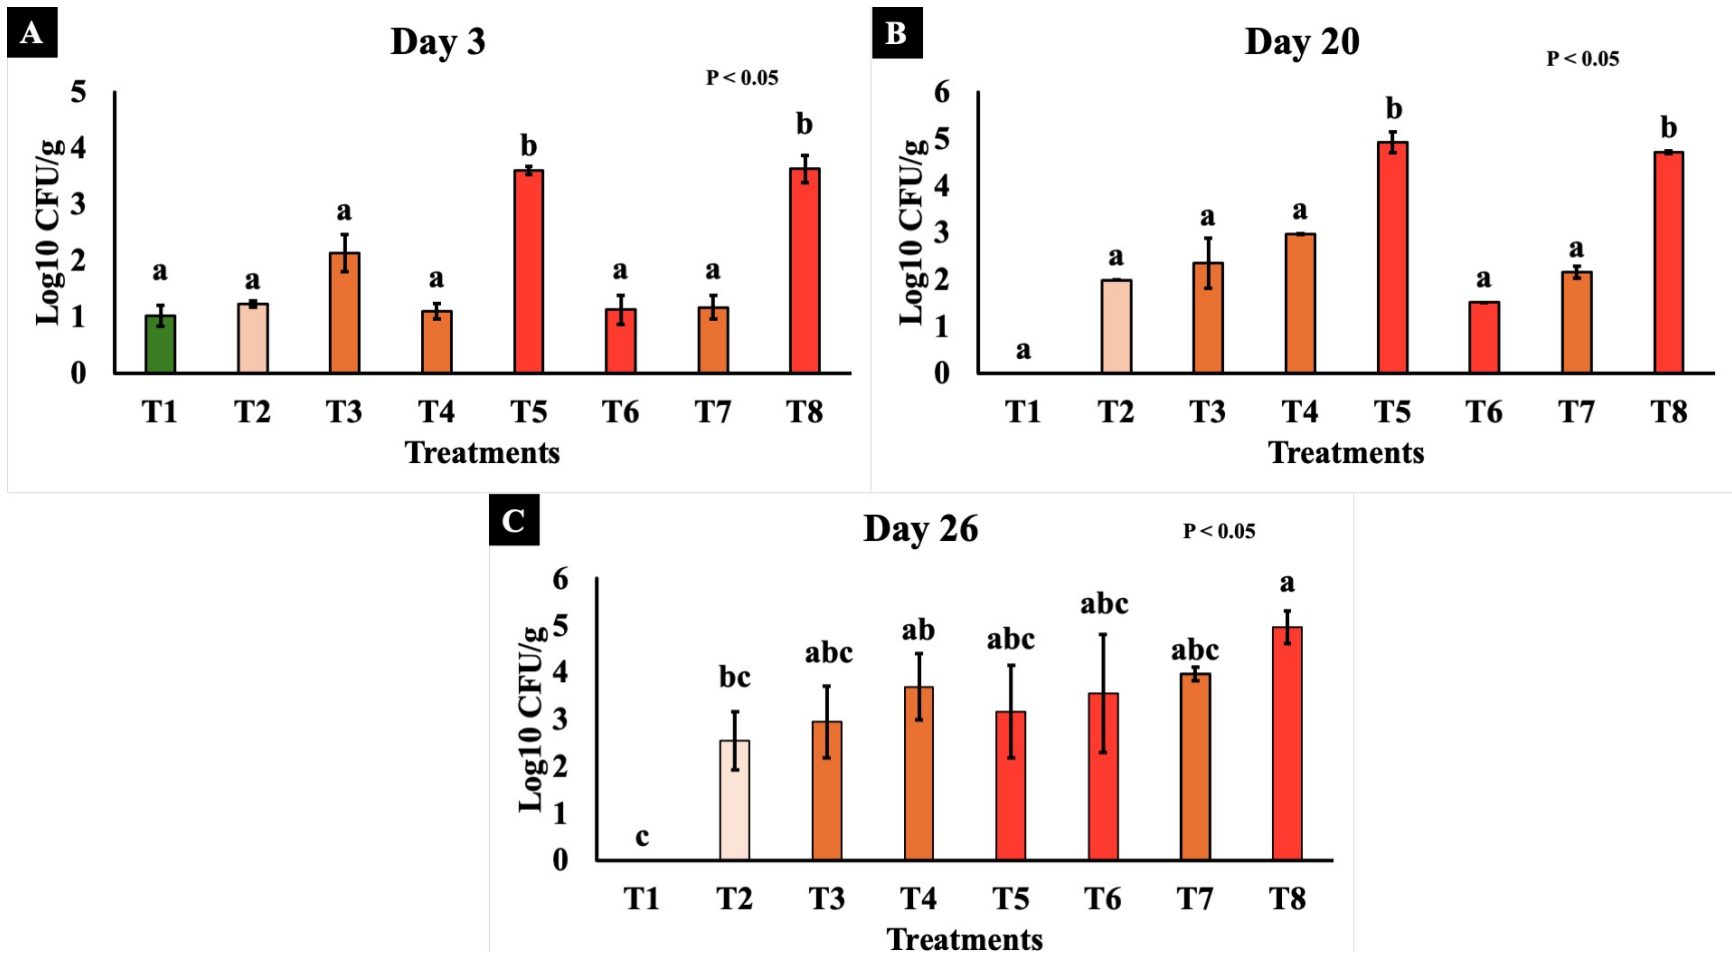 A
Day 3
P < 0.05
Log10 CFU/g
5
4
3
2
1
0
a
a
a
a
b
a
a
b
T1 T2 T3 T4 T5 T6 T7 T8
Treatments
B
Day 20
P < 0.05
Log10 CFU/g
6
5
4
3
2
1
0
a
a
a
a
b
a
a
b
T1 T2 T3 T4 T5 T6 T7 T8
Treatments
C
Day 26
P < 0.05
Log10 CFU/g
6
5
4
3
2
1
0
c
bc
abc
ab
abc
abc
abc
a
T1 T2 T3 T4 T5 T6 T7 T8
Treatments